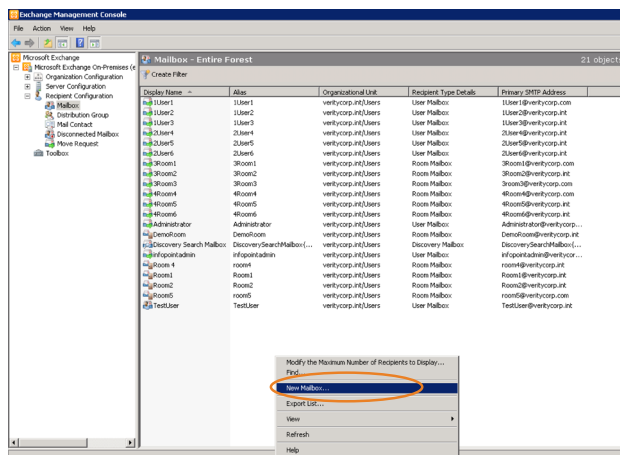 Exchange Management Console
File Action View Help
Microsoft Exchange
Microsoft Exchange On-Premises (e
Organization Configuration
Server Configuration
Recipient Configuration
Mailbox
Distribution Group
Mail Contact
Disconnected Mailbox
Move Request
Toolbox
Mailbox - Entire Forest 21 objects
Create Filter
Display Name Alias Organizational Unit Recipient Type Details Primary SMTP Address
1User1 1User1 veritycorp.int/Users User Mailbox 1User1@veritycorp.com
1User2 1User2 veritycorp.int/Users User Mailbox 1User2@veritycorp.int
1User3 1User3 veritycorp.int/Users User Mailbox 1User3@veritycorp.int
2User4 2User4 veritycorp.int/Users User Mailbox 2User4@veritycorp.int
2User5 2User5 veritycorp.int/Users User Mailbox 2User5@veritycorp.int
2User6 2User6 veritycorp.int/Users User Mailbox 2User6@veritycorp.int
3Room1 3Room1 veritycorp.int/Users Room Mailbox 3Room1@veritycorp.com
3Room2 3Room2 veritycorp.int/Users Room Mailbox 3Room2@veritycorp.int
3Room3 3Room3 veritycorp.int/Users Room Mailbox 3room3@veritycorp.com
4Room4 4Room4 veritycorp.int/Users Room Mailbox 4Room4@veritycorp.com
4Room5 4Room5 veritycorp.int/Users Room Mailbox 4Room5@veritycorp.int
4Room6 4Room6 veritycorp.int/Users Room Mailbox 4Room6@veritycorp.int
Administrator Administrator veritycorp.int/Users User Mailbox Administrator@veritycorp...
DemoRoom DemoRoom veritycorp.int/Users Room Mailbox DemoRoom@veritycorp.int
Discovery Search Mailbox DiscoverySearchMailbox{... veritycorp.int/Users Discovery Mailbox DiscoverySearchMailbox{...
infopointadmin infopointadmin veritycorp.int/Users User Mailbox infopointadmin@veritycor...
Room 4 room4 veritycorp.int/Users Room Mailbox room4@veritycorp.int
Room1 Room1 veritycorp.int/Users Room Mailbox Room1@veritycorp.int
Room2 Room2 veritycorp.int/Users Room Mailbox Room2@veritycorp.int
Room5 room5 veritycorp.int/Users Room Mailbox room5@veritycorp.com
TestUser TestUser veritycorp.int/Users User Mailbox TestUser@veritycorp.int
Modify the Maximum Number of Recipients to Display...
Find...
New Mailbox...
Export List...
View
Refresh
Help